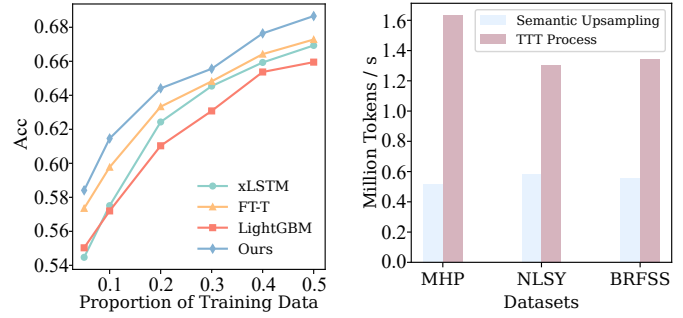 Acc
0.68
0.66
0.64
0.62
0.60
0.58
0.56
0.54
xLSTM
FT-T
LightGBM
Ours
0.1 0.2 0.3 0.4 0.5
Proportion of Training Data
Million Tokens / s
1.6
1.4
1.2
1.0
0.8
0.6
0.4
0.2
0.0
Semantic Upsampling
TTT Process
MHP NLSY BRFSS
Datasets